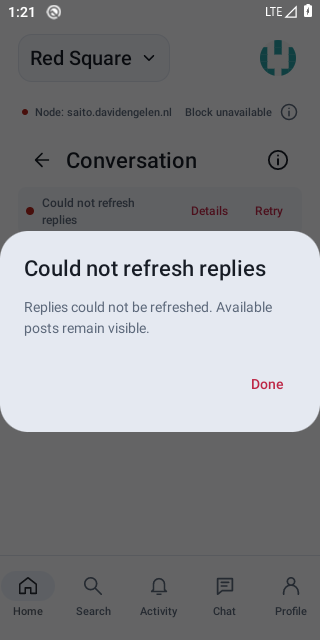 1:21
LTE
Red Square
Node: saito.davidengelen.nl Block unavailable
Conversation
Could not refresh
replies
Details
Retry
Could not refresh replies
Replies could not be refreshed. Available
posts remain visible.
Done
Home
Search
Activity
Chat
Profile